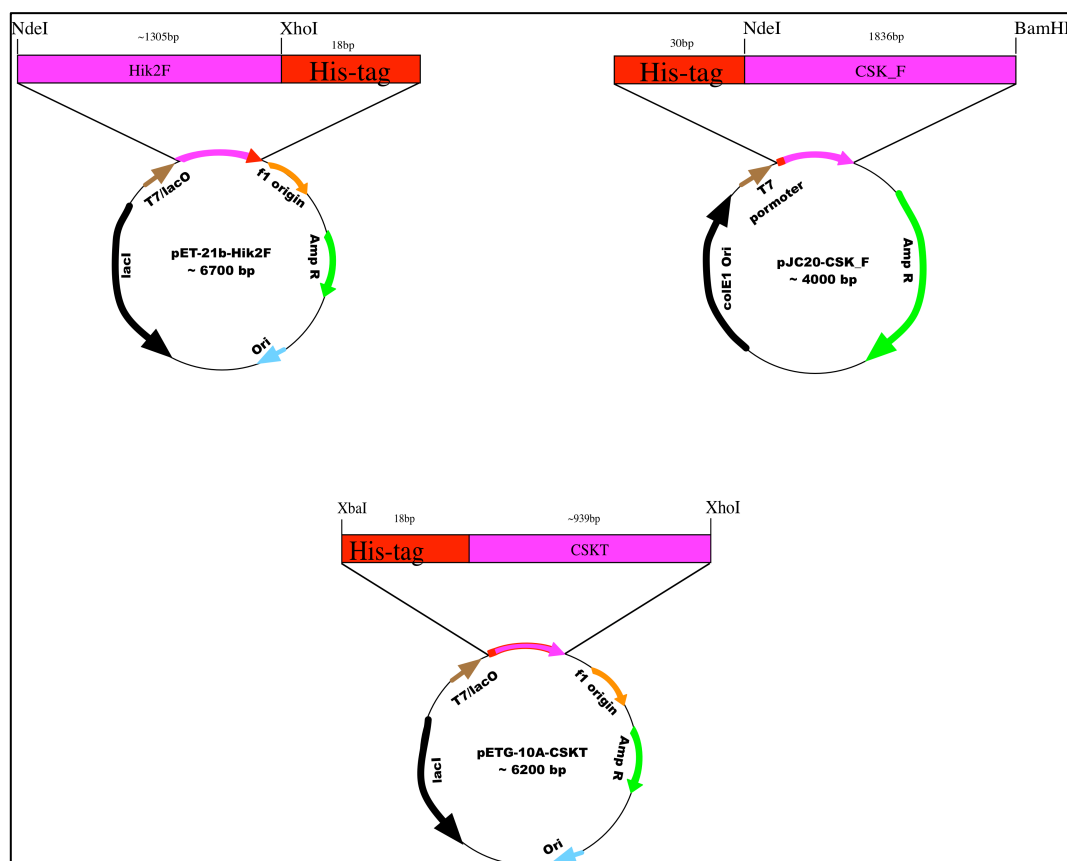 NdeI
XhoI
~1305bp
18bp
Hik2F
His-tag
T7/lacO
f1 origin
lacI
pET-21b-Hik2F
~ 6700 bp
Amp R
Ori
NdeI
BamHI
30bp
1836bp
His-tag
CSK_F
T7
pormoter
colE1 Ori
pJC20-CSK_F
~ 4000 bp
Amp R
XbaI
XhoI
18bp
~939bp
His-tag
CSKT
T7/lacO
f1 origin
lacI
pETG-10A-CSKT
~ 6200 bp
Amp R
Ori